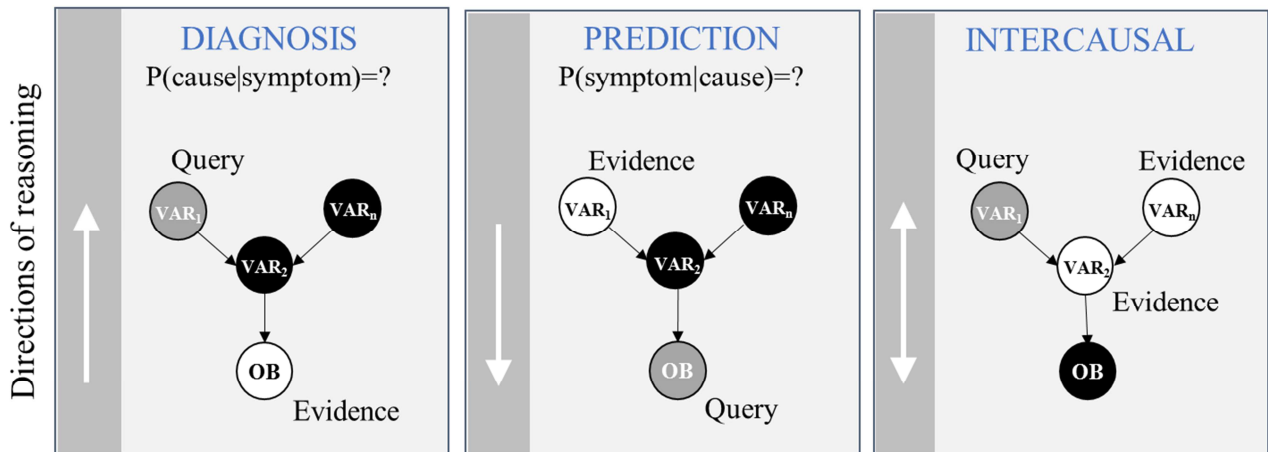 Directions of reasoning
DIAGNOSIS
P(cause|symptom)=?
Query
VAR₁
VARₙ
VAR₂
OB
Evidence
PREDICTION
P(symptom|cause)=?
Evidence
VAR₁
VARₙ
VAR₂
OB
Query
INTERCAUSAL
Query
Evidence
VAR₁
VARₙ
VAR₂
Evidence
OB